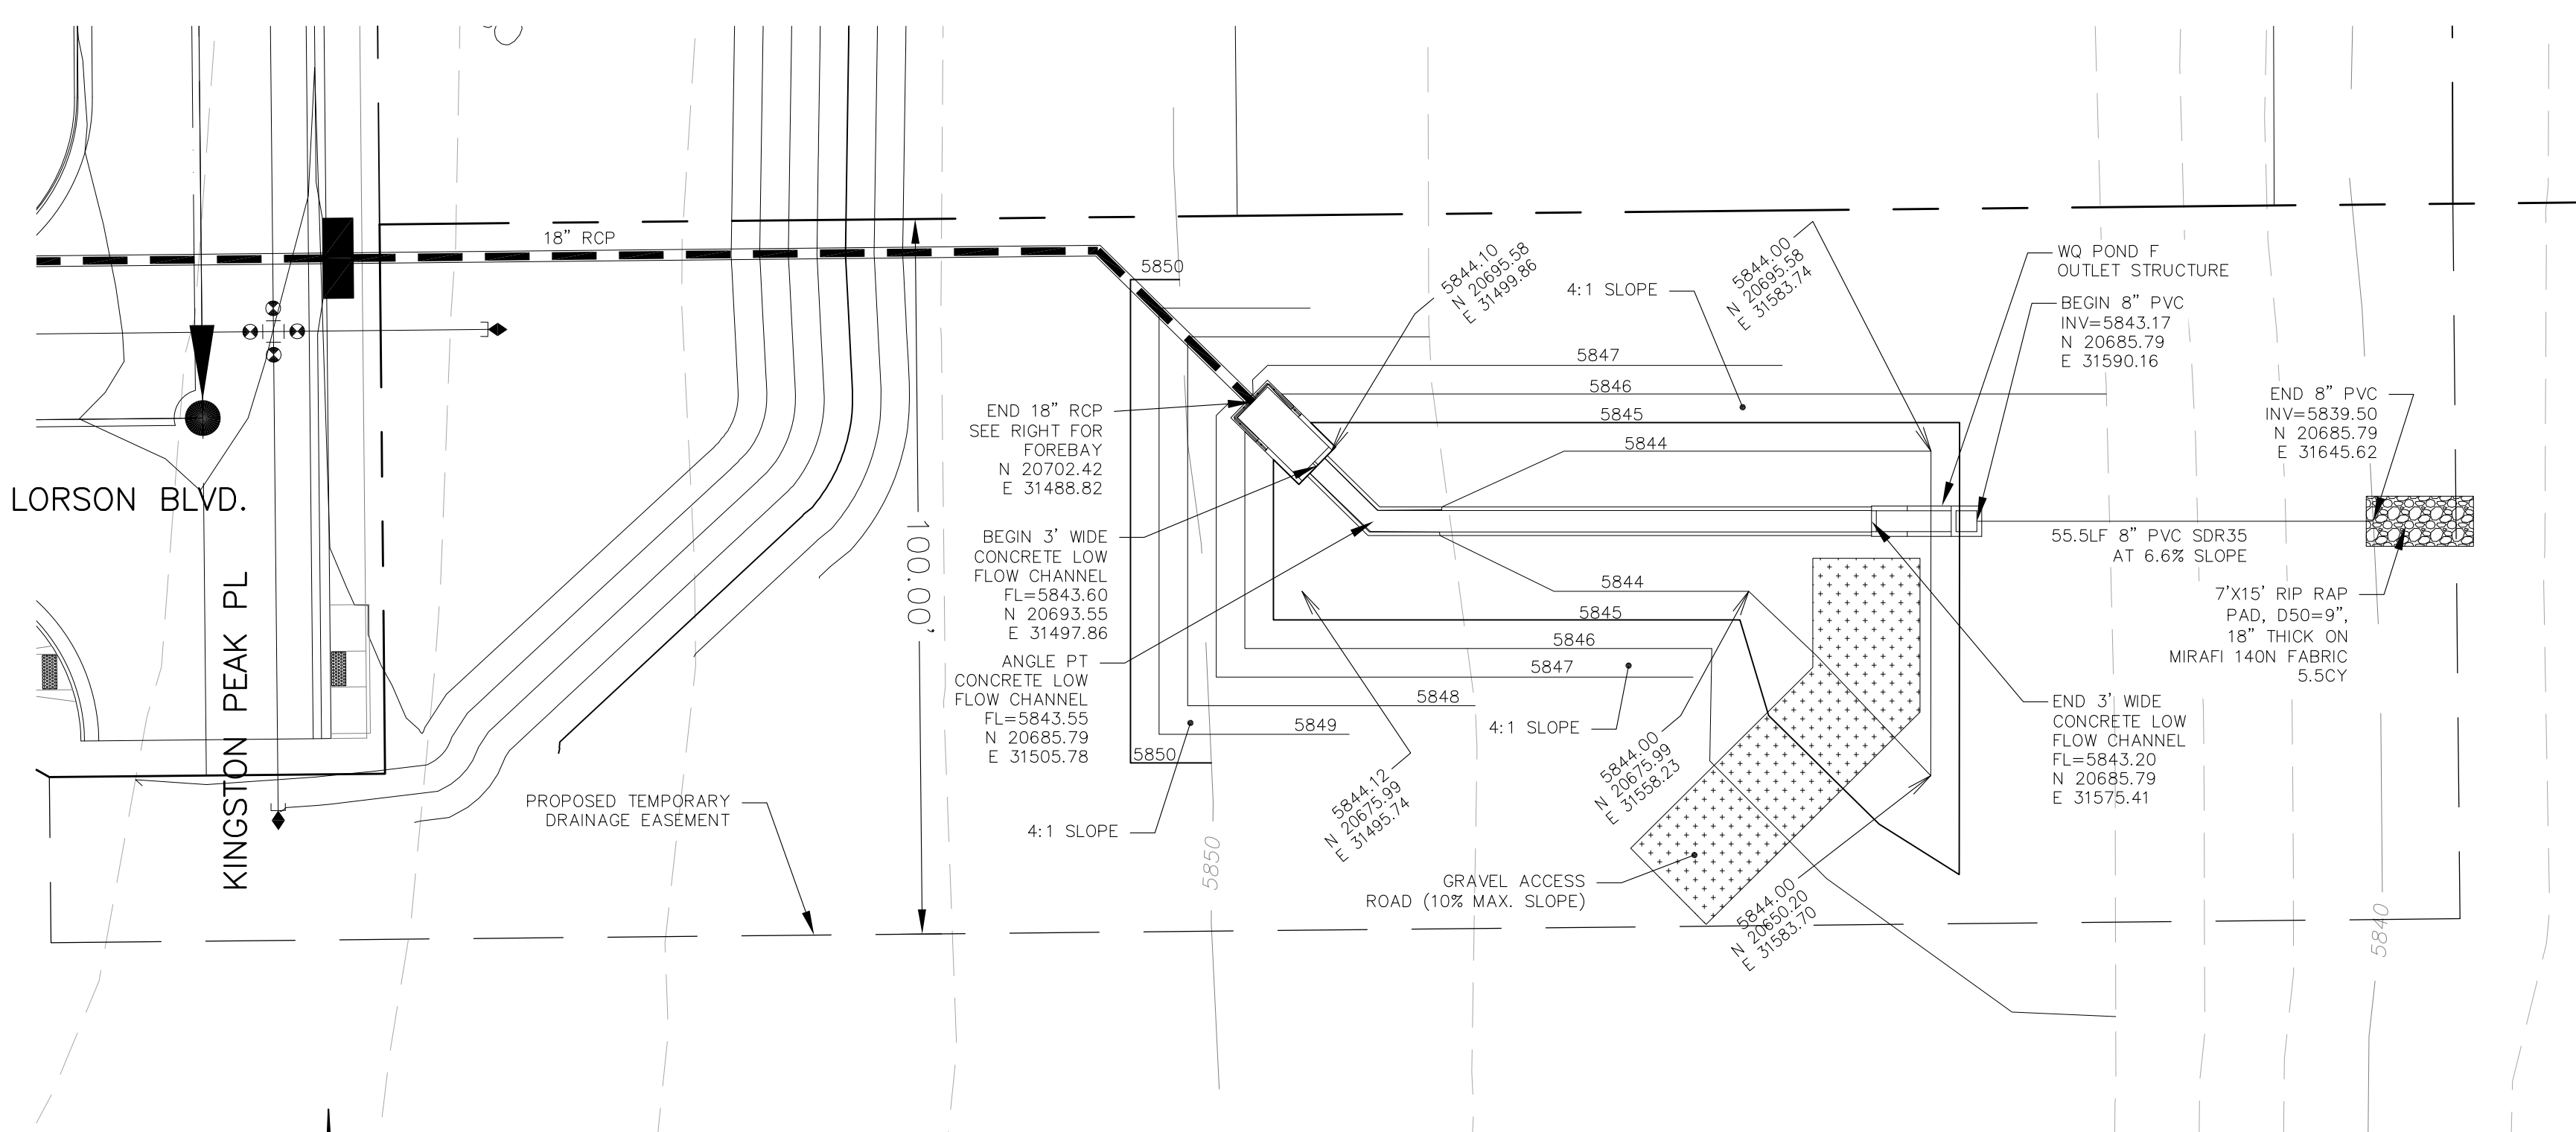 18" RCP
LORSON BLVD.
KINGSTON PEAK PL
PROPOSED TEMPORARY
DRAINAGE EASEMENT
100.00'
END 18" RCP
SEE RIGHT FOR
FOREBAY
N 20702.42
E 31488.82
BEGIN 3' WIDE
CONCRETE LOW
FLOW CHANNEL
FL=5843.60
N 20693.55
E 31497.86
ANGLE PT
CONCRETE LOW
FLOW CHANNEL
FL=5843.55
N 20685.79
E 31505.78
4:1 SLOPE
5850
5850
5850
5849
5848
5847
5846
5845
5844
5847
5846
5845
5844
5844.10
N 20695.58
E 31499.86
4:1 SLOPE
5844.00
N 20695.58
E 31583.74
4:1 SLOPE
5844.12
N 20675.99
E 31495.74
5844.00
N 20675.99
E 31558.23
GRAVEL ACCESS
ROAD (10% MAX. SLOPE)
5844.00
N 20650.20
E 31583.70
WQ POND F
OUTLET STRUCTURE
BEGIN 8" PVC
INV=5843.17
N 20685.79
E 31590.16
END 8" PVC
INV=5839.50
N 20685.79
E 31645.62
55.5LF 8" PVC SDR35
AT 6.6% SLOPE
7'X15' RIP RAP
PAD, D50=9",
18" THICK ON
MIRAFI 140N FABRIC
5.5CY
END 3' WIDE
CONCRETE LOW
FLOW CHANNEL
FL=5843.20
N 20685.79
E 31575.41
5840